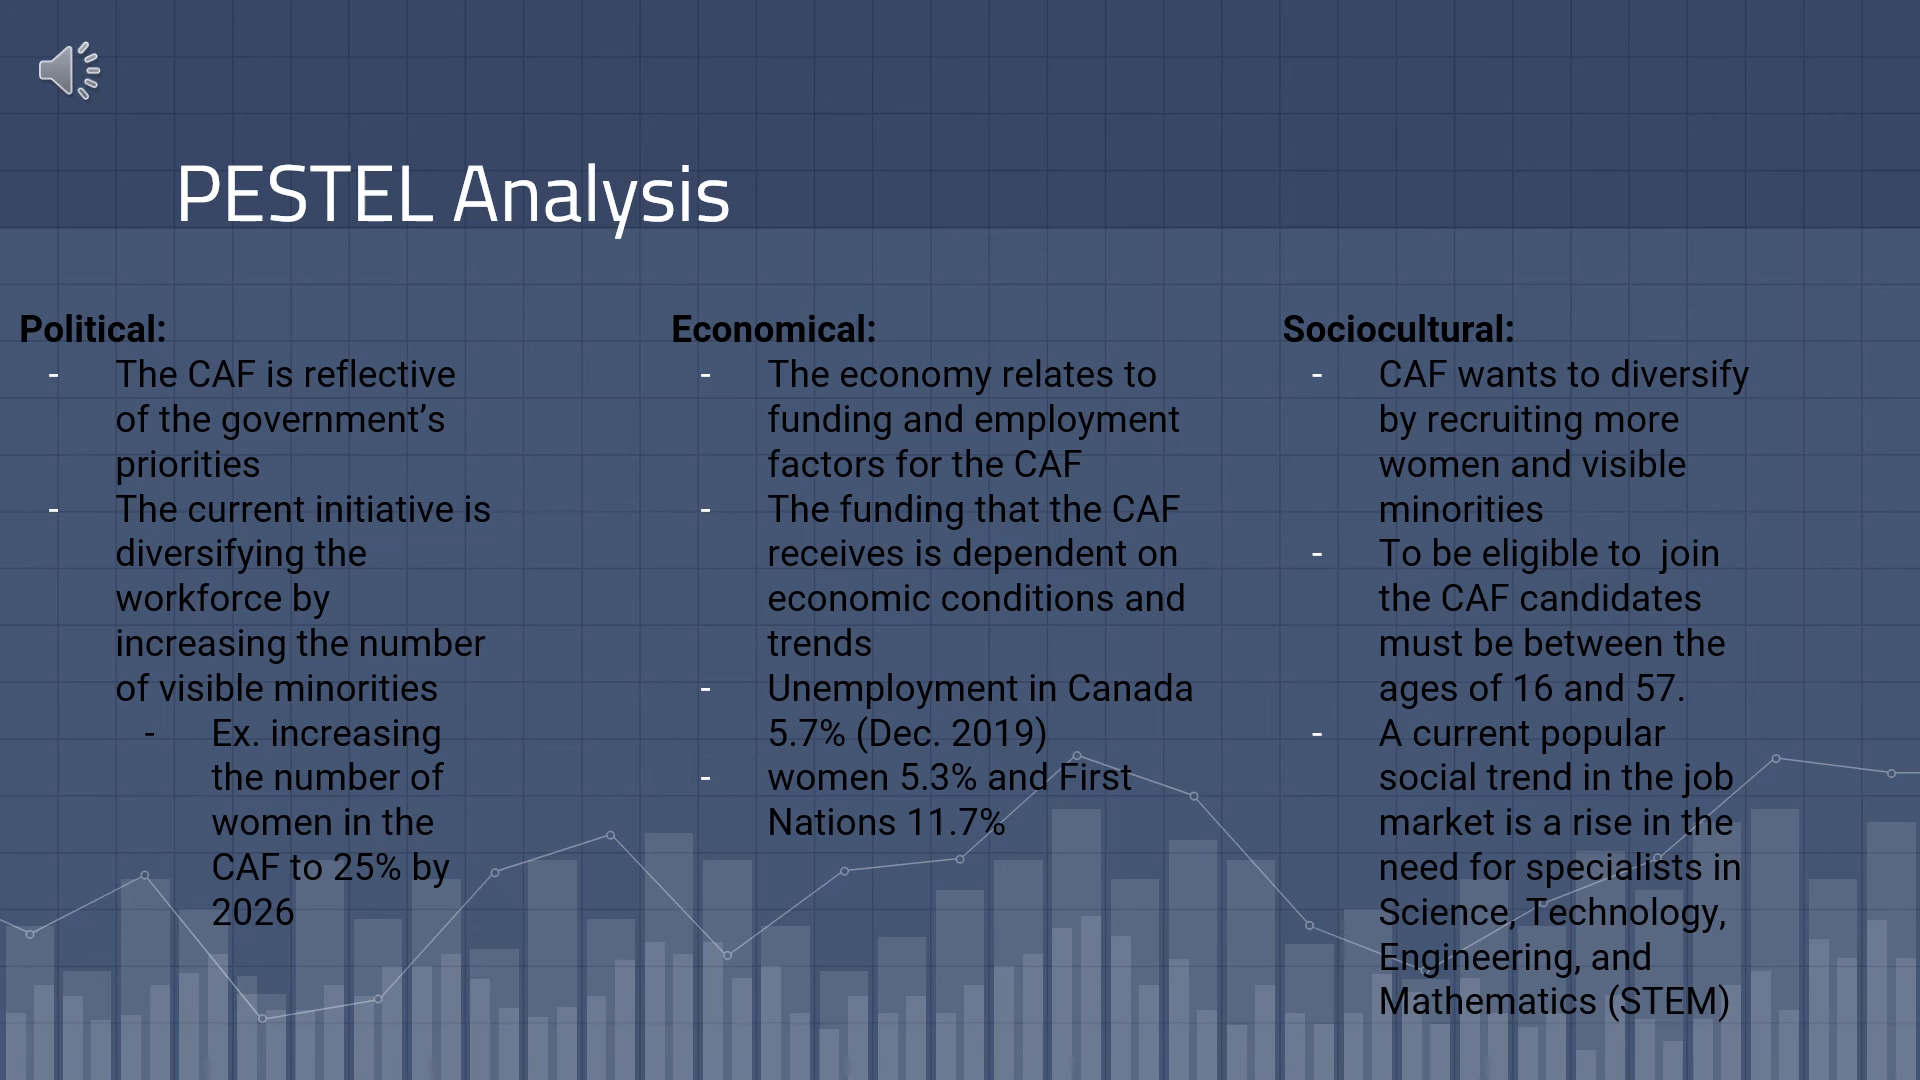 PESTEL Analysis
Political:
- The CAF is reflective
of the government’s
priorities
- The current initiative is
diversifying the
workforce by
increasing the number
of visible minorities
- Ex. increasing
the number of
women in the
CAF to 25% by
2026
Economical:
- The economy relates to
funding and employment
factors for the CAF
- The funding that the CAF
receives is dependent on
economic conditions and
trends
- Unemployment in Canada
5.7% (Dec. 2019)
- women 5.3% and First
Nations 11.7%
Sociocultural:
- CAF wants to diversify
by recruiting more
women and visible
minorities
- To be eligible to  join
the CAF candidates
must be between the
ages of 16 and 57.
- A current popular
social trend in the job
market is a rise in the
need for specialists in
Science, Technology,
Engineering, and
Mathematics (STEM)